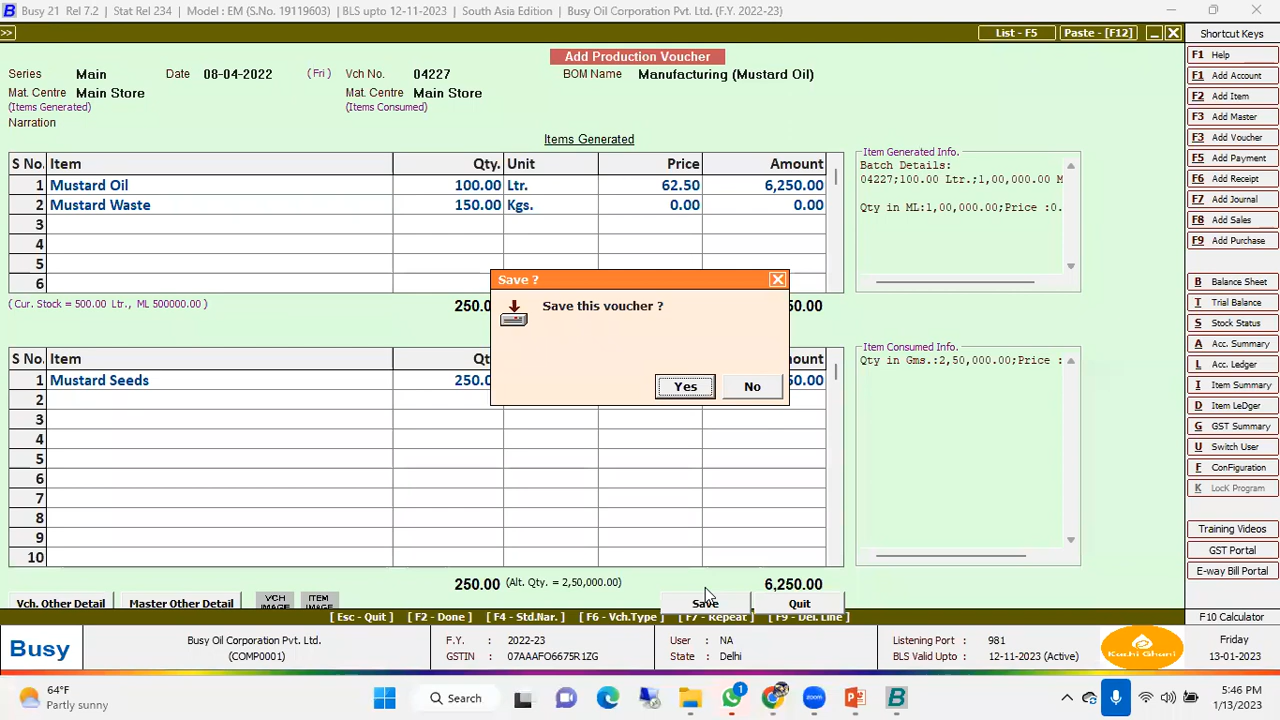 Busy 21 Rel 7.2 | Stat Rel 234 | Model : EM (S.No. 19119603) |BLS upto 12-11-2022 | South Asia Edition | Busy Oil Corporation Pvt. Ltd. (F.Y. 2022-23)
>> List - F5 Paste - [F12] Shortcut Keys
Add Production Voucher
Series Main Date 08-04-2022 (Fri) Vch No. 04227 BOM Name Manufacturing (Mustard Oil)
Mat. Centre Main Store Mat. Centre Main Store
(Items Generated) (Items Consumed)
Narration
Items Generated
S No. Item Qty. Unit Price Amount
1 Mustard Oil 100.00 Ltr. 62.50 6,250.00
2 Mustard Waste 150.00 Kgs. 0.00 0.00
3
4
5
6
( Cur. Stock = 500.00 Ltr., ML 500000.00 ) 250.0 50.00
Item Generated Info.
Batch Details:
04227;100.00 Ltr.;1,00,000.00 M
Qty in ML:1,00,000.00;Price :0.
Save ?
Save this voucher ?
Yes No
S No. Item Qt mount
1 Mustard Seeds 250.0 50.00
2
3
4
5
6
7
8
9
10
250.00 (Alt. Qty. = 2,50,000.00) 6,250.00
Item Consumed Info.
Qty in Gms.:2,50,000.00;Price :
Vch. Other Detail Master Other Detail VCH IMAGE ITEM IMAGE Save Quit
[ Esc - Quit ] [ F2 - Done ] [ F4 - Std.Nar. ] [ F6 - Vch.Type ] [ F7 - Repeat ] [ F9 - Del. Line ]
F1 Help
F1 Add Account
F2 Add Item
F3 Add Master
F3 Add Voucher
F5 Add Payment
F6 Add Receipt
F7 Add Journal
F8 Add Sales
F9 Add Purchase
B Balance Sheet
T Trial Balance
S Stock Status
A Acc. Summary
L Acc. Ledger
I Item Summary
D Item LeDger
G GST Summary
U Switch User
F ConFiguration
K LocK Program
Training Videos
GST Portal
E-way Bill Portal
F10 Calculator
Busy Busy Oil Corporation Pvt. Ltd. F.Y. : 2022-23 User : NA Listening Port : 981 Kachi Ghani Friday
(COMP0001) GSTIN : 07AAAFO6675R1ZG State : Delhi BLS Valid Upto : 12-11-2022 (Active) 13-01-2023
64°F
Partly sunny
Search
1
zoom
5:46 PM
1/13/2023